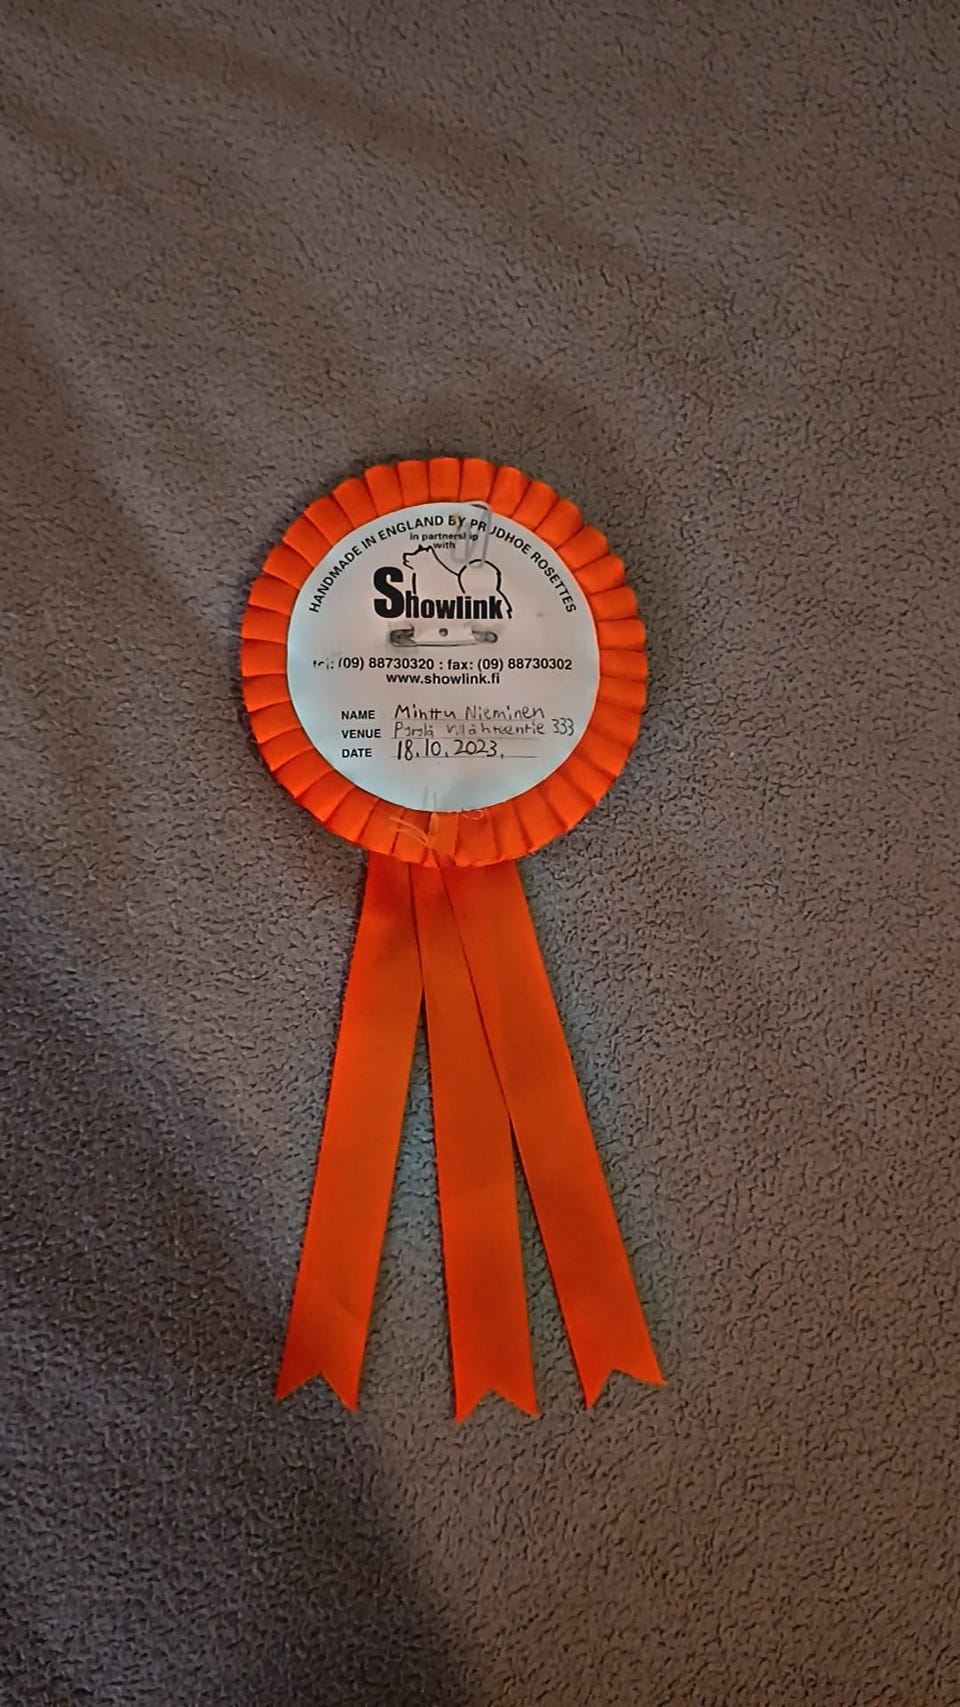 HANDMADE IN ENGLAND BY PRUDHOE ROSETTES
in partnership
with
Showlink
tel: (09) 88730320 : fax: (09) 88730302
www.showlink.fi
NAME Minttu Nieminen
VENUE 333
DATE 18.10.2023.